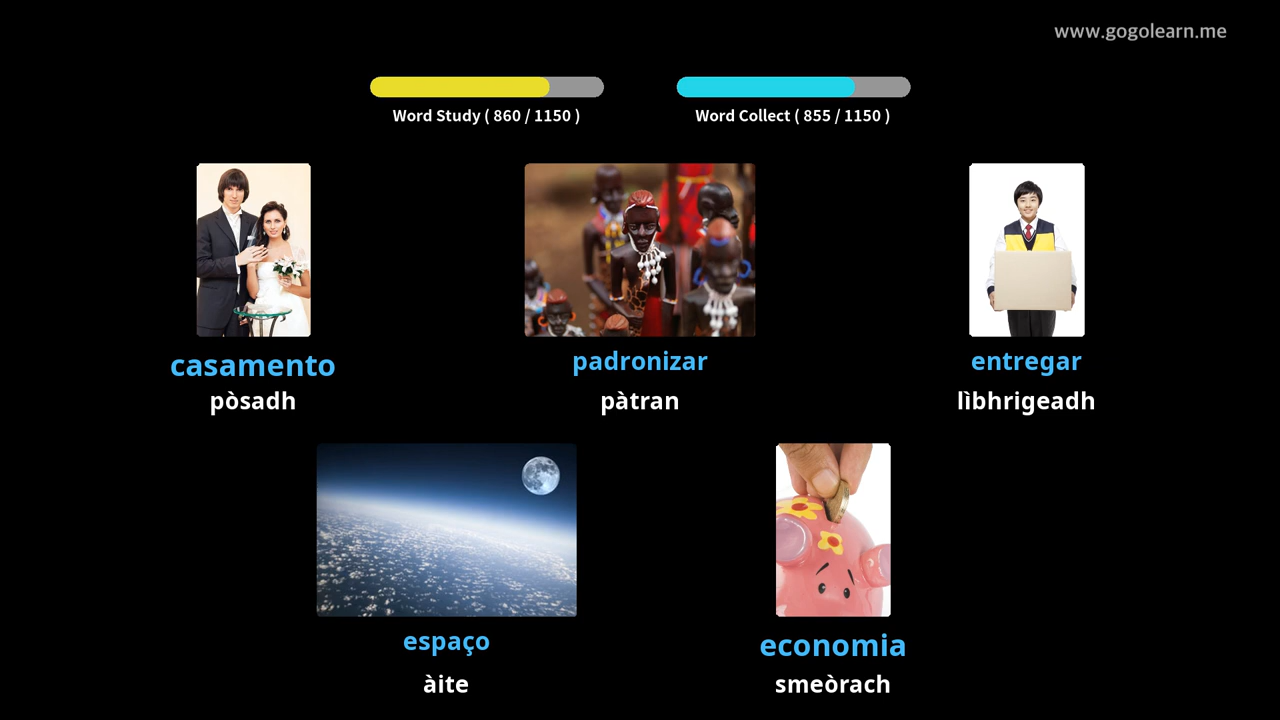 www.gogolearn.me
Word Study ( 860 / 1150 )
Word Collect ( 855 / 1150 )
casamento
pòsadh
padronizar
pàtran
entregar
lìbhrigeadh
espaço
àite
economia
smeòrach